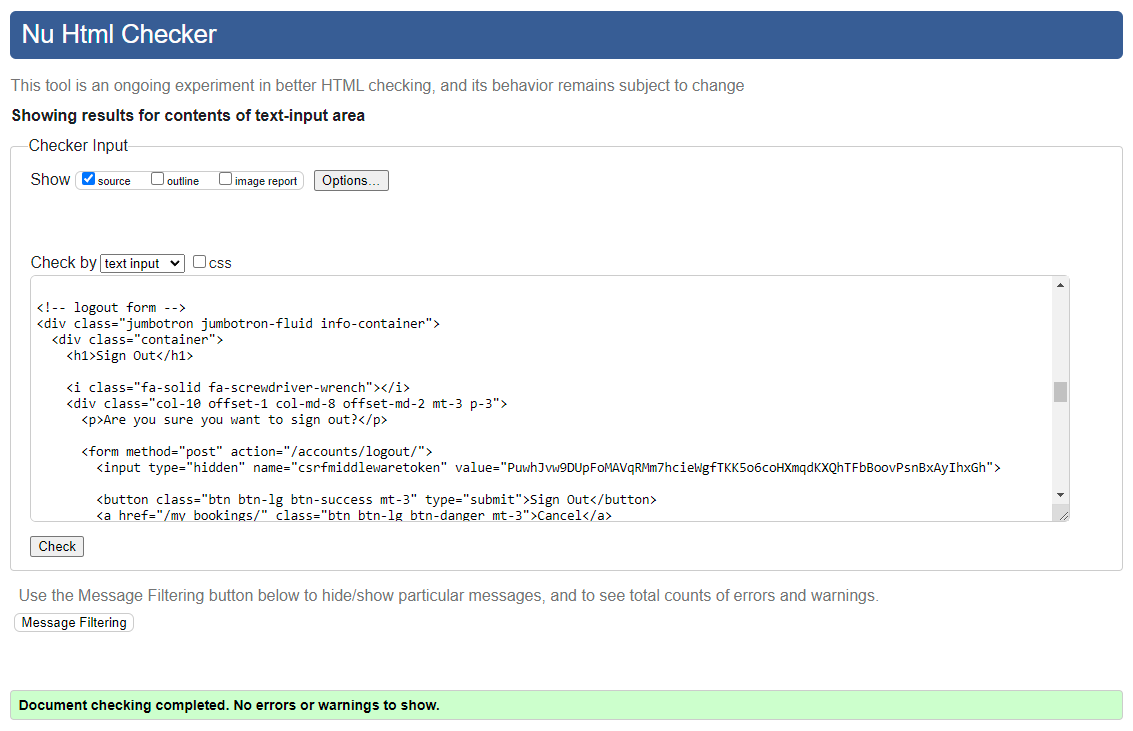 Nu Html Checker
This tool is an ongoing experiment in better HTML checking, and its behavior remains subject to change
Showing results for contents of text-input area
Checker Input
Show source outline image report Options...
Check by text input css
<!-- logout form -->
<div class="jumbotron jumbotron-fluid info-container">
<div class="container">
<h1>Sign Out</h1>
<i class="fa-solid fa-screwdriver-wrench"></i>
<div class="col-10 offset-1 col-md-8 offset-md-2 mt-3 p-3">
<p>Are you sure you want to sign out?</p>
<form method="post" action="/accounts/logout/">
<input type="hidden" name="csrfmiddlewaretoken" value="PuwhJvw9DUpFoMAVqRMm7hcieWgfTKK5o6coHXmqdKXQhTFbBoovPsnBxAyIhxGh">
<button class="btn btn-lg btn-success mt-3" type="submit">Sign Out</button>
<a href="/my_bookings/" class="btn btn-lg btn-danger mt-3">Cancel</a>
Check
Use the Message Filtering button below to hide/show particular messages, and to see total counts of errors and warnings.
Message Filtering
Document checking completed. No errors or warnings to show.